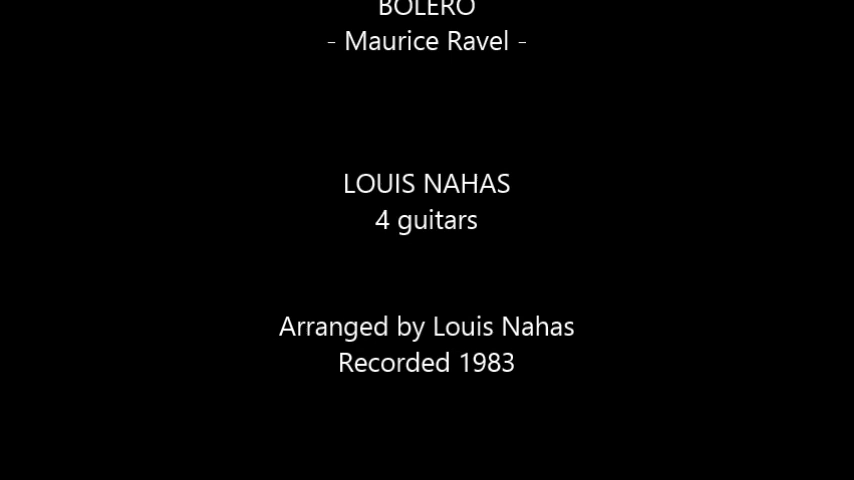 BOLERO
- Maurice Ravel -
LOUIS NAHAS
4 guitars
Arranged by Louis Nahas
Recorded 1983